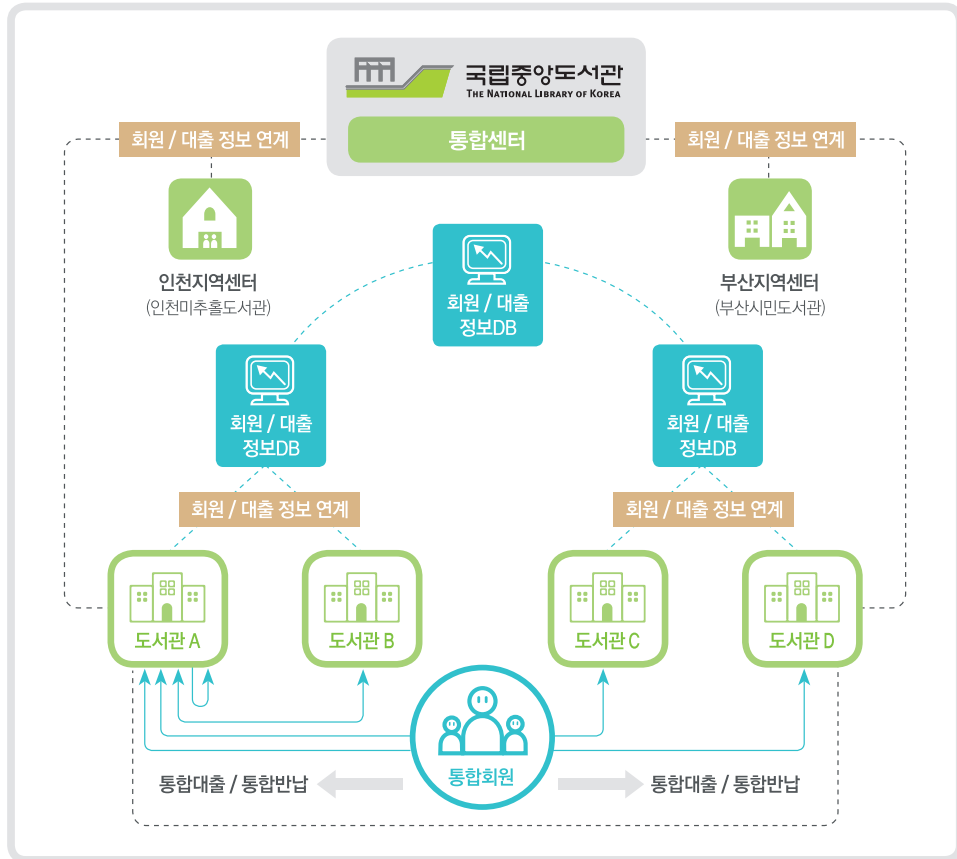 국립중앙도서관
THE NATIONAL LIBRARY OF KOREA
통합센터
회원 / 대출 정보 연계
회원 / 대출 정보 연계
인천지역센터
(인천미추홀도서관)
부산지역센터
(부산시민도서관)
회원 / 대출
정보DB
회원 / 대출
정보DB
회원 / 대출
정보DB
회원 / 대출 정보 연계
회원 / 대출 정보 연계
도서관 A
도서관 B
도서관 C
도서관 D
통합회원
통합대출 / 통합반납
통합대출 / 통합반납